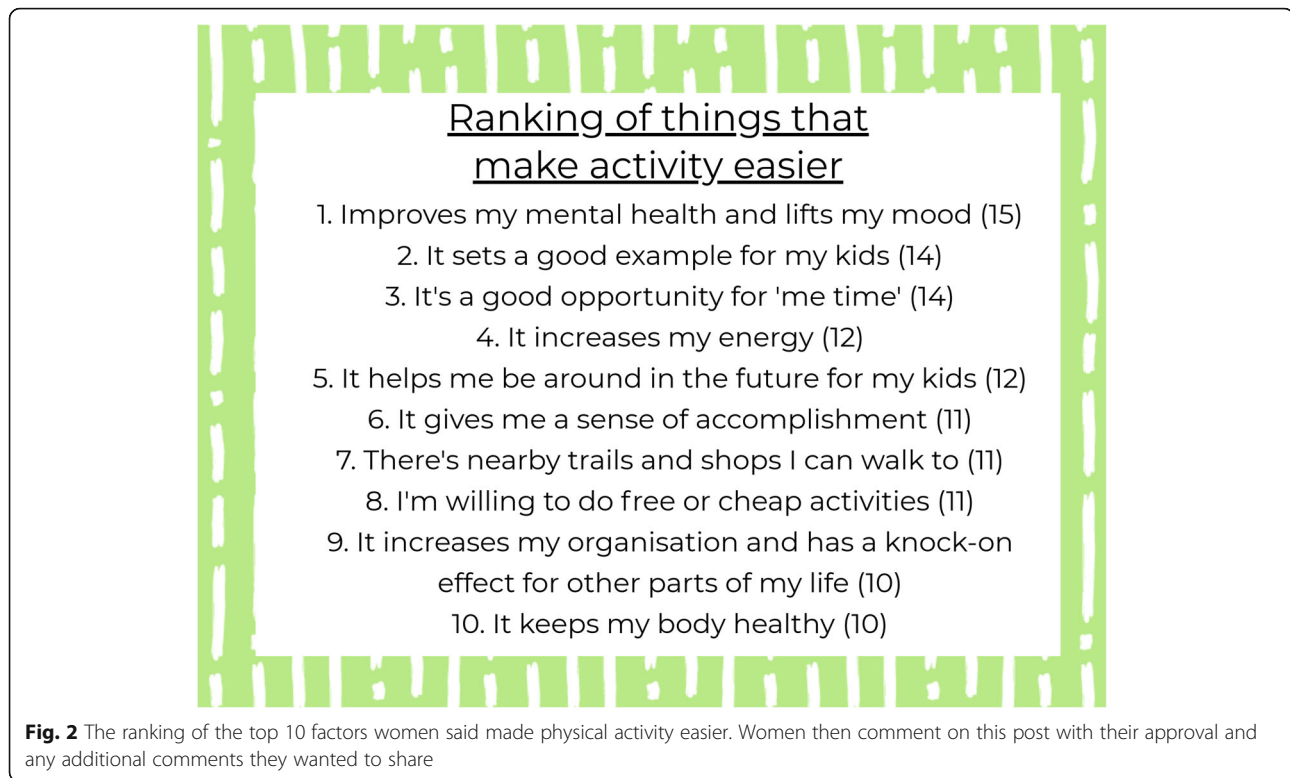 Ranking of things that
make activity easier
1. Improves my mental health and lifts my mood (15)
2. It sets a good example for my kids (14)
3. It's a good opportunity for 'me time' (14)
4. It increases my energy (12)
5. It helps me be around in the future for my kids (12)
6. It gives me a sense of accomplishment (11)
7. There's nearby trails and shops I can walk to (11)
8. I'm willing to do free or cheap activities (11)
9. It increases my organisation and has a knock-on
effect for other parts of my life (10)
10. It keeps my body healthy (10)
Fig. 2 The ranking of the top 10 factors women said made physical activity easier. Women then comment on this post with their approval and
any additional comments they wanted to share